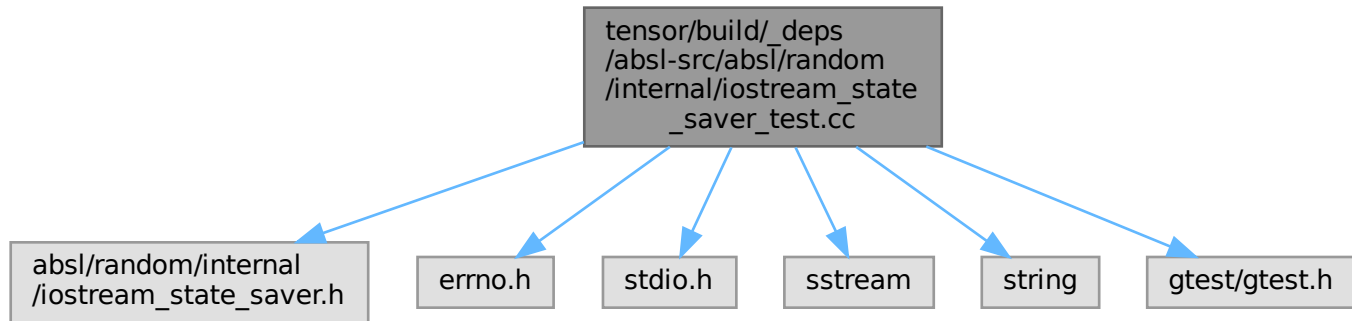 tensor/build/_deps
/absl-src/absl/random
/internal/iostream_state
_saver_test.cc
absl/random/internal
/iostream_state_saver.h
errno.h
stdio.h
sstream
string
gtest/gtest.h